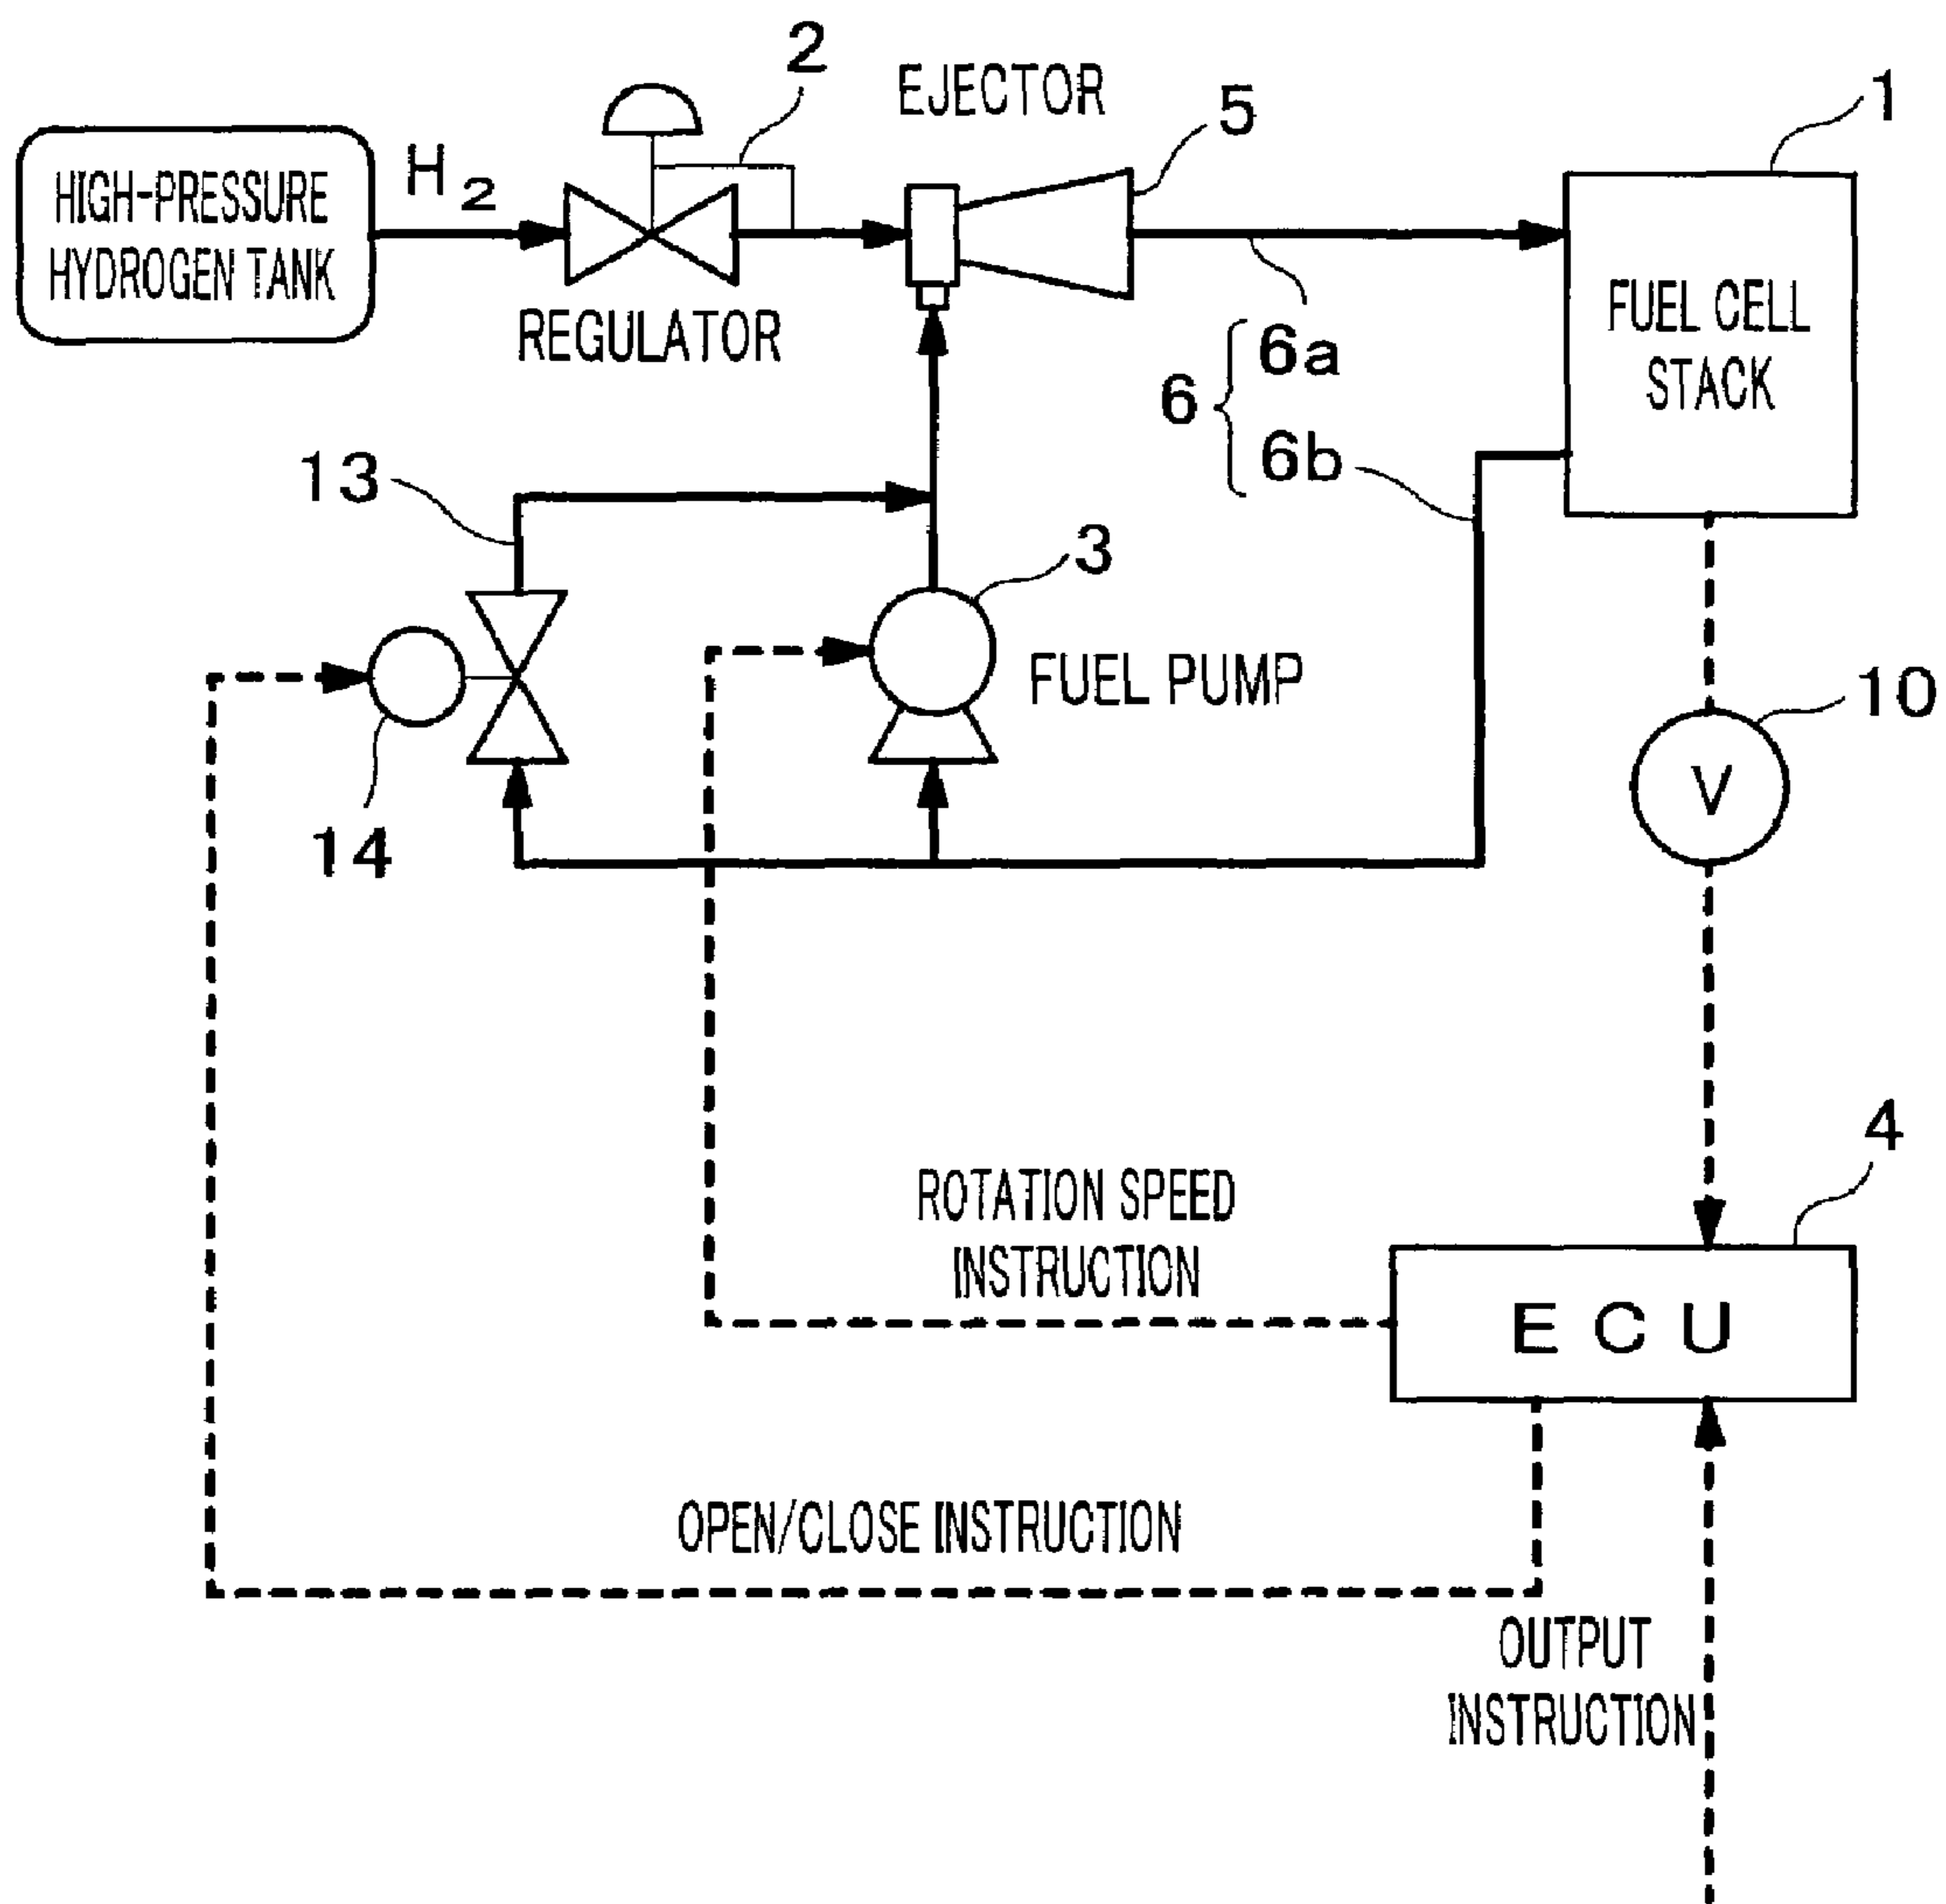 2
EJECTOR
5
1
HIGH-PRESSURE
HYDROGEN TANK
H2
REGULATOR
FUEL CELL
STACK
6
6a
6b
13
3
FUEL PUMP
14
10
V
4
ROTATION SPEED
INSTRUCTION
ECU
OPEN/CLOSE INSTRUCTION
OUTPUT
INSTRUCTION